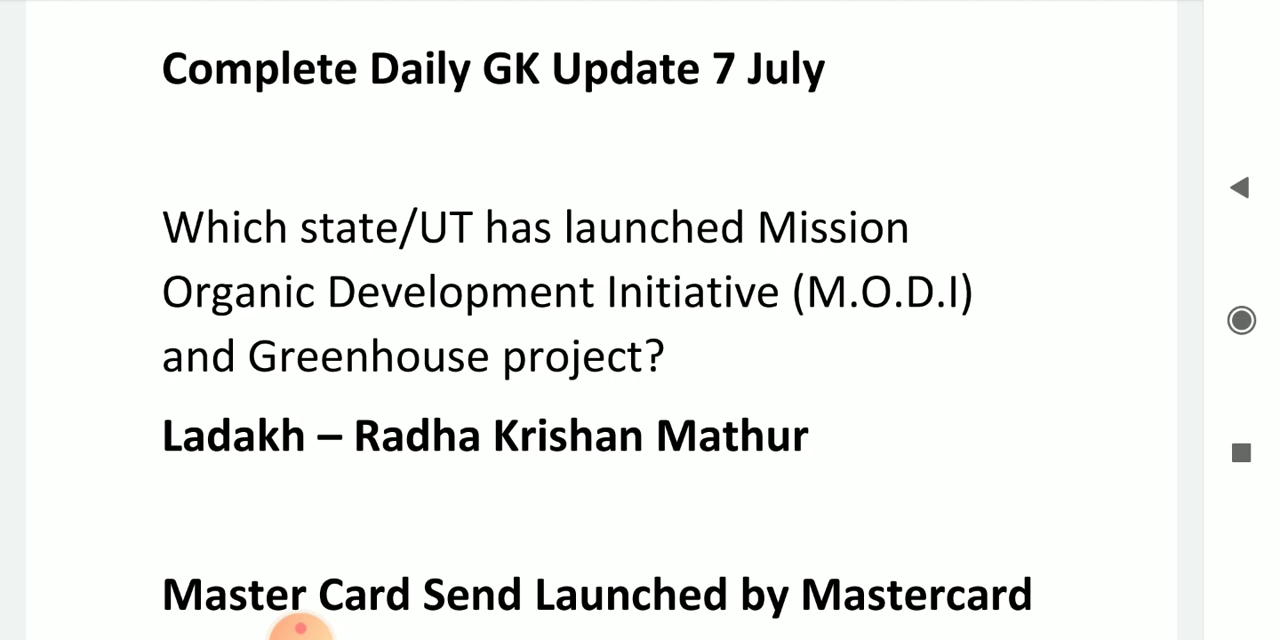 Complete Daily GK Update 7 July
Which state/UT has launched Mission
Organic Development Initiative (M.O.D.I)
and Greenhouse project?
Ladakh – Radha Krishan Mathur
Master Card Send Launched by Mastercard